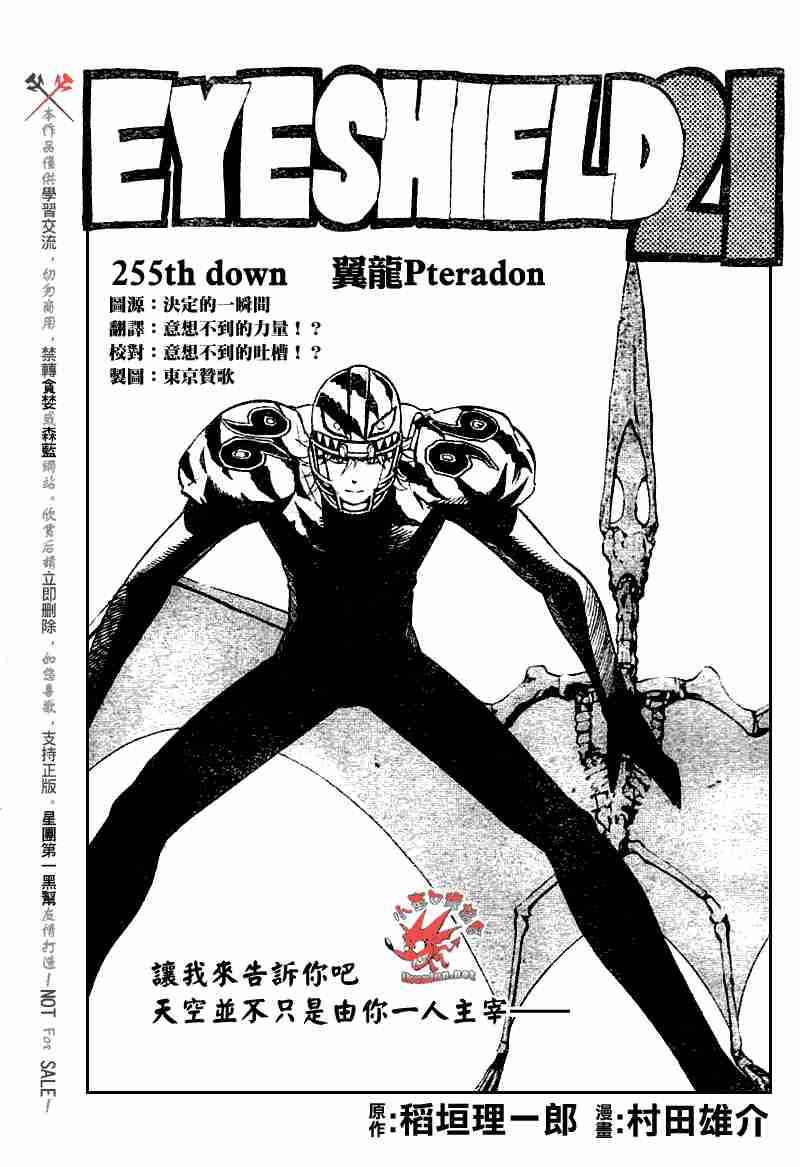 EYESHIELD 21
255th down 翼龍Pteradon
圖源：決定的一瞬間
翻譯：意想不到的力量！？
校對：意想不到的吐槽！？
製圖：東京贊歌
本作品僅供學習交流，切勿商用，禁轉貪婪或森藍網站。欣賞后請立即刪除，如您喜歡，支持正版。星團第一黑幫友情打造！NOT For SALE！
讓我來告訴你吧
天空並不只是由你一人主宰——
原作:稻垣理一郎 漫畫:村田雄介